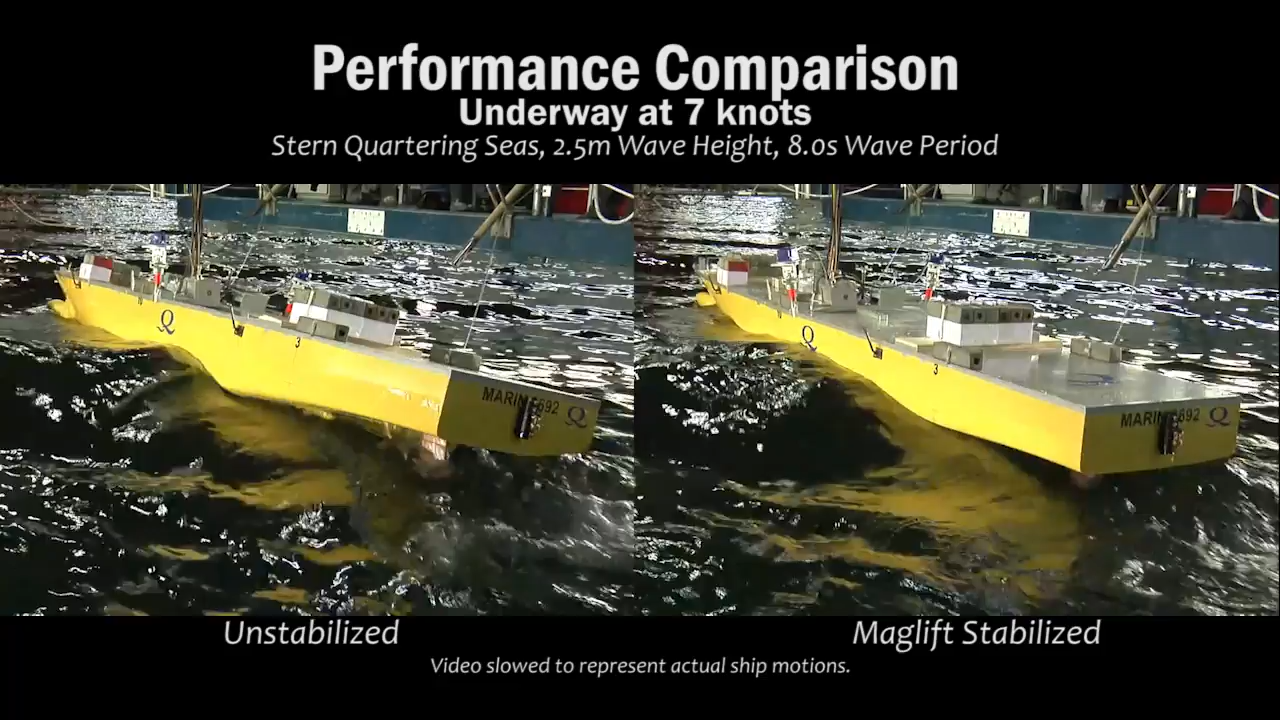 Performance Comparison
Underway at 7 knots
Stern Quartering Seas, 2.5m Wave Height, 8.0s Wave Period
Q
3
Q
Q
3
Q
Unstabilized
Maglift Stabilized
Video slowed to represent actual ship motions.